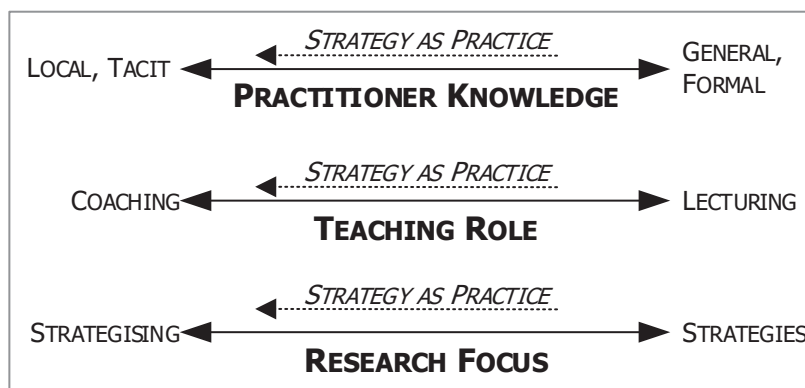 STRATEGY AS PRACTICE
LOCAL, TACIT
GENERAL,
FORMAL
PRACTITIONER KNOWLEDGE
STRATEGY AS PRACTICE
COACHING
LECTURING
TEACHING ROLE
STRATEGY AS PRACTICE
STRATEGISING
STRATEGIES
RESEARCH FOCUS